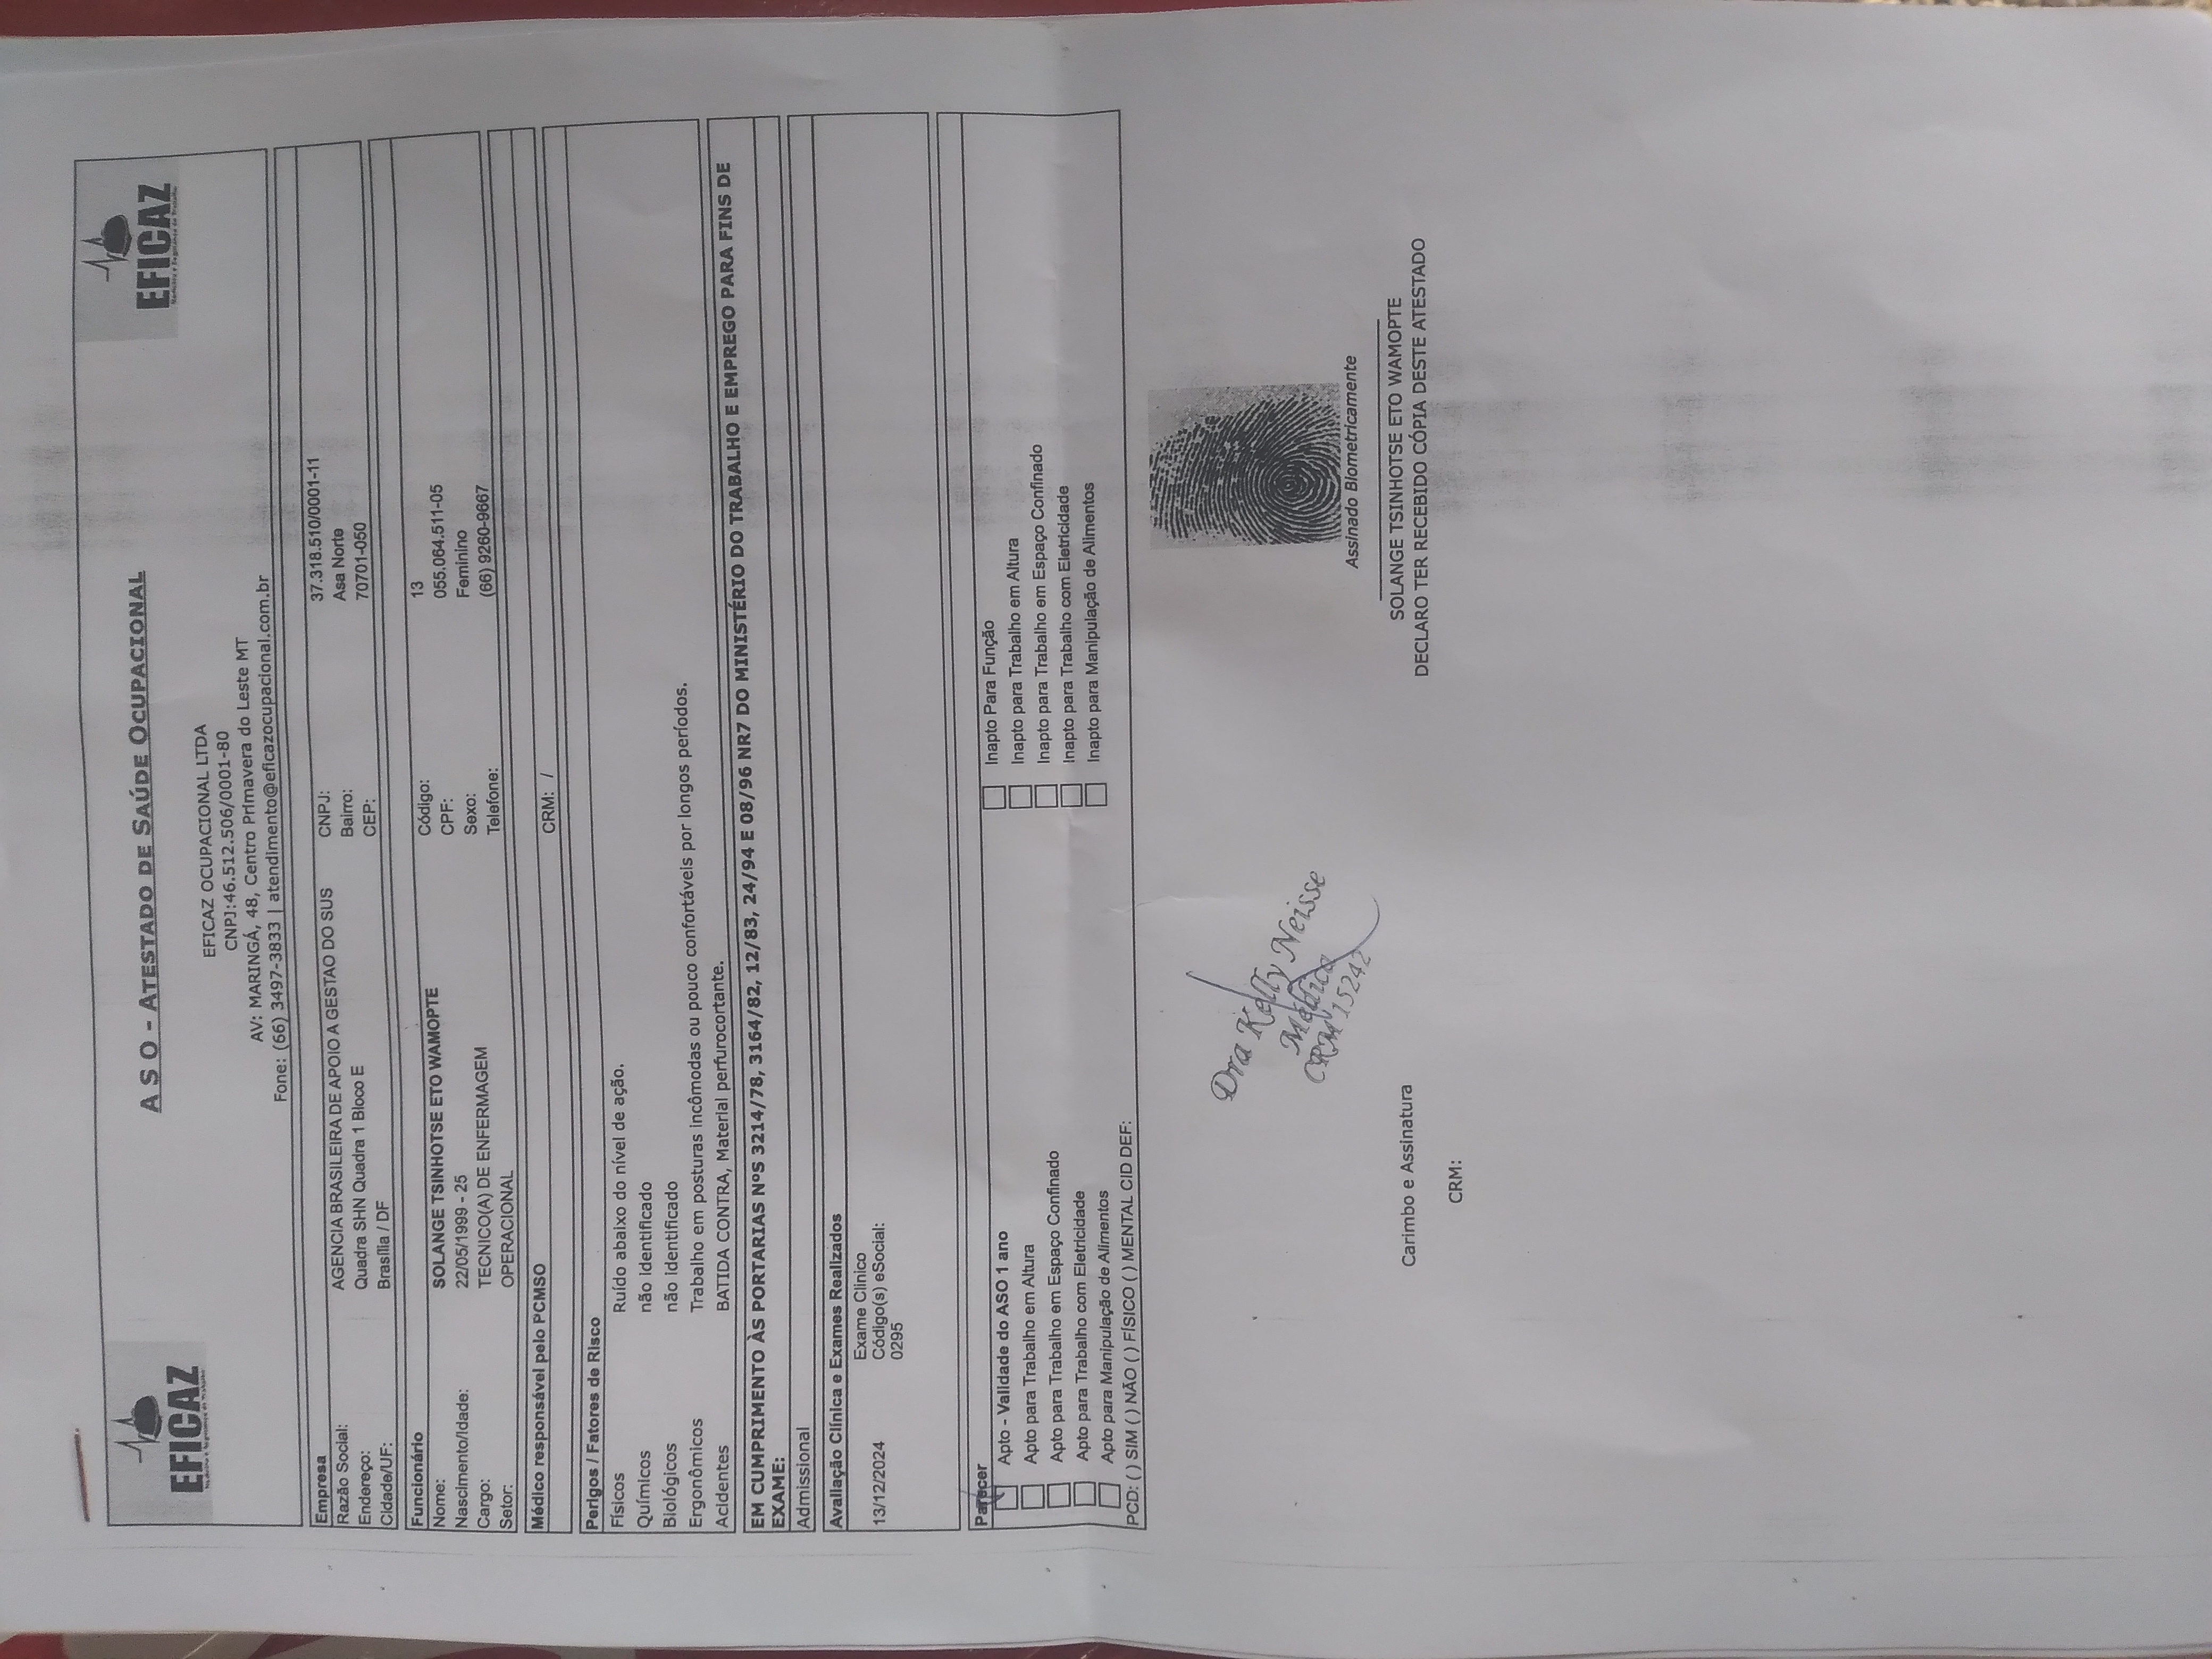 EFICAZ
Medicina e Segurança do Trabalho
A S O - ATESTADO DE SAÚDE OCUPACIONAL
EFICAZ
Medicina e Segurança do Trabalho
EFICAZ OCUPACIONAL LTDA
CNPJ:46.512.506/0001-80
AV: MARINGÁ, 48, Centro Primavera do Leste MT
Fone: (66) 3497-3833 | atendimento@eficazocupacional.com.br
Empresa
Razão Social: AGENCIA BRASILEIRA DE APOIO A GESTAO DO SUS CNPJ: 37.318.510/0001-11
Endereço: Quadra SHN Quadra 1 Bloco E Bairro: Asa Norte
Cidade/UF: Brasília / DF CEP: 70701-050
Funcionário
Nome: SOLANGE TSINHOTSE ETO WAMOPTE Código: 13
Nascimento/Idade: 22/05/1999 - 25 CPF: 055.064.511-05
Cargo: TECNICO(A) DE ENFERMAGEM Sexo: Feminino
Setor: OPERACIONAL Telefone: (66) 9260-9667
Médico responsável pelo PCMSO
CRM: /
Perigos / Fatores de Risco
Físicos Ruído abaixo do nível de ação.
Químicos não identificado
Biológicos não identificado
Ergonômicos Trabalho em posturas incômodas ou pouco confortáveis por longos períodos.
Acidentes BATIDA CONTRA, Material perfurocortante.
EM CUMPRIMENTO ÀS PORTARIAS NºS 3214/78, 3164/82, 12/83, 24/94 E 08/96 NR7 DO MINISTÉRIO DO TRABALHO E EMPREGO PARA FINS DE
EXAME:
Admissional
Avaliação Clínica e Exames Realizados
Exame Clinico
13/12/2024 Código(s) eSocial:
0295
Parecer
Apto - Validade do ASO 1 ano Inapto Para Função
Apto para Trabalho em Altura Inapto para Trabalho em Altura
Apto para Trabalho em Espaço Confinado Inapto para Trabalho em Espaço Confinado
Apto para Trabalho com Eletricidade Inapto para Trabalho com Eletricidade
Apto para Manipulação de Alimentos Inapto para Manipulação de Alimentos
PCD: ( ) SIM ( ) NÃO ( ) FÍSICO ( ) MENTAL CID DEF:
Dra Kelly Neisse
Médica
CRM 15242
Assinado Biometricamente
Carimbo e Assinatura
CRM:
SOLANGE TSINHOTSE ETO WAMOPTE
DECLARO TER RECEBIDO CÓPIA DESTE ATESTADO